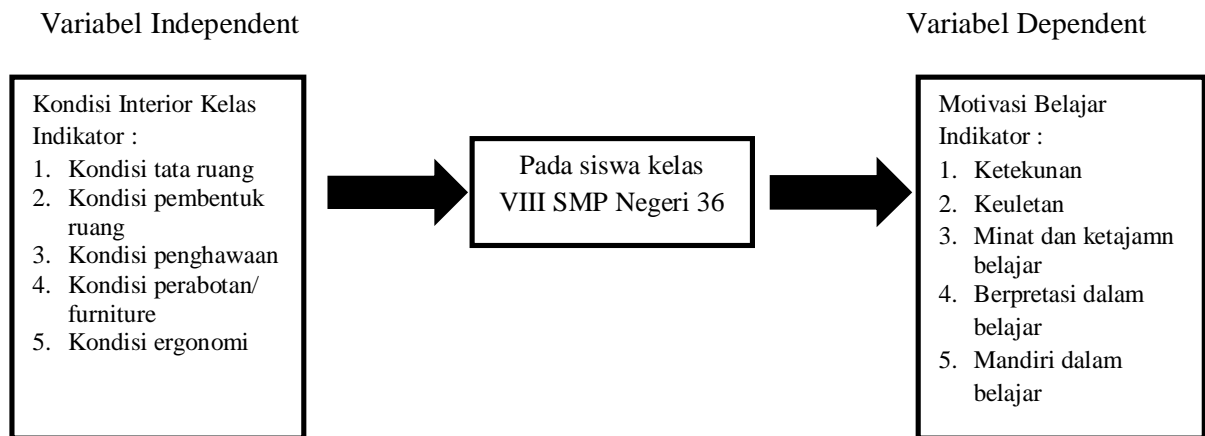 Variabel Independent
Variabel Dependent
Kondisi Interior Kelas
Indikator :
1. Kondisi tata ruang
2. Kondisi pembentuk
ruang
3. Kondisi penghawaan
4. Kondisi perabotan/
furniture
5. Kondisi ergonomi
Pada siswa kelas
VIII SMP Negeri 36
Motivasi Belajar
Indikator :
1. Ketekunan
2. Keuletan
3. Minat dan ketajamn
belajar
4. Berpretasi dalam
belajar
5. Mandiri dalam
belajar